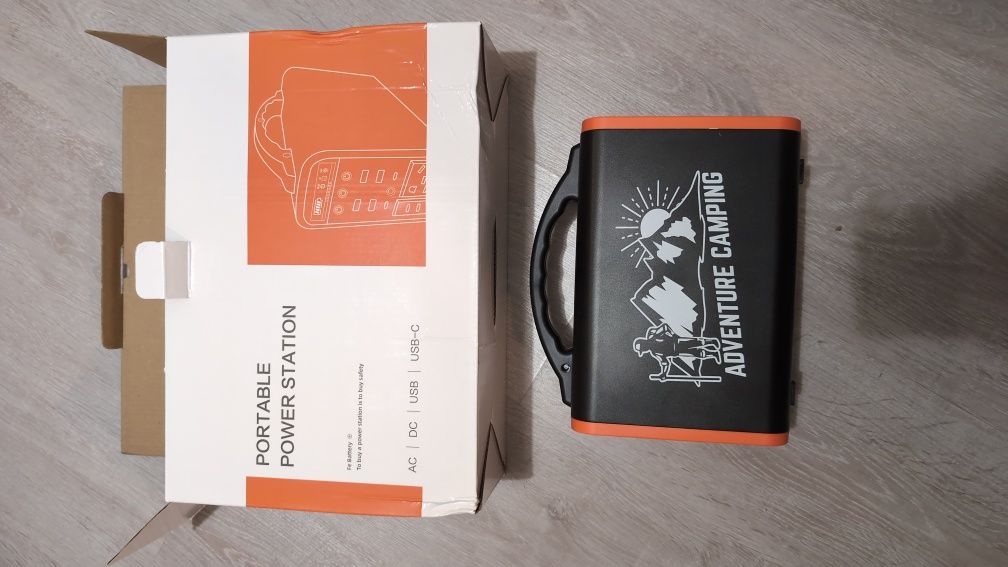 PORTABLE
POWER STATION
Fe Battery
To buy a power station is to buy safety
AC | DC | USB | USB-C
ADVENTURE CAMPING